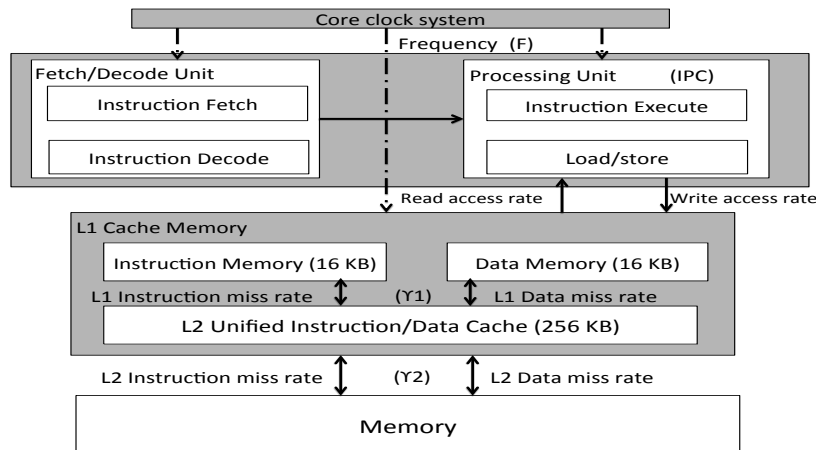 Core clock system
Frequency (F)
Fetch/Decode Unit
Instruction Fetch
Instruction Decode
Processing Unit (IPC)
Instruction Execute
Load/store
Read access rate
Write access rate
L1 Cache Memory
Instruction Memory (16 KB)
Data Memory (16 KB)
L1 Instruction miss rate (ϒ1) L1 Data miss rate
L2 Unified Instruction/Data Cache (256 KB)
L2 Instruction miss rate (ϒ2) L2 Data miss rate
Memory